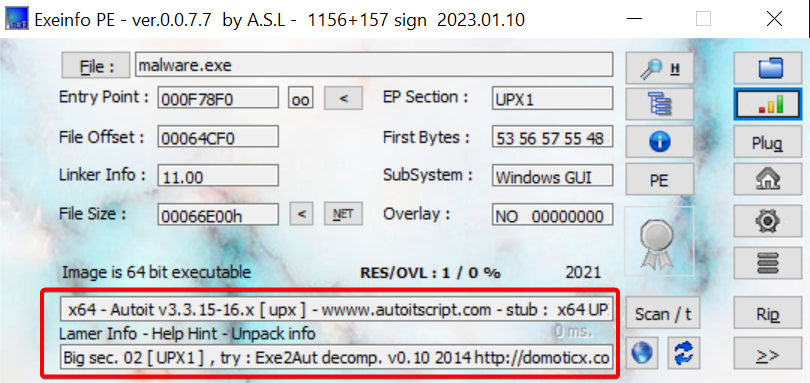 Exeinfo PE - ver.0.0.7.7 by A.S.L - 1156+157 sign 2023.01.10
File : malware.exe H
Entry Point : 000F78F0 oo < EP Section : UPX1
File Offset : 00064CF0 First Bytes : 53 56 57 55 48 Plug
Linker Info : 11.00 SubSystem : Windows GUI PE
File Size : 00066E00h < NET Overlay : NO 00000000
Image is 64 bit executable RES/OVL : 1 / 0 % 2021
x64 - Autoit v3.3.15-16.x [ upx ] - wwww.autoitscript.com - stub : x64 UP Scan / t Rip
Lamer Info - Help Hint - Unpack info 0 ms.
Big sec. 02 [ UPX1 ] , try : Exe2Aut decomp. v0.10 2014 http://domoticx.co >>